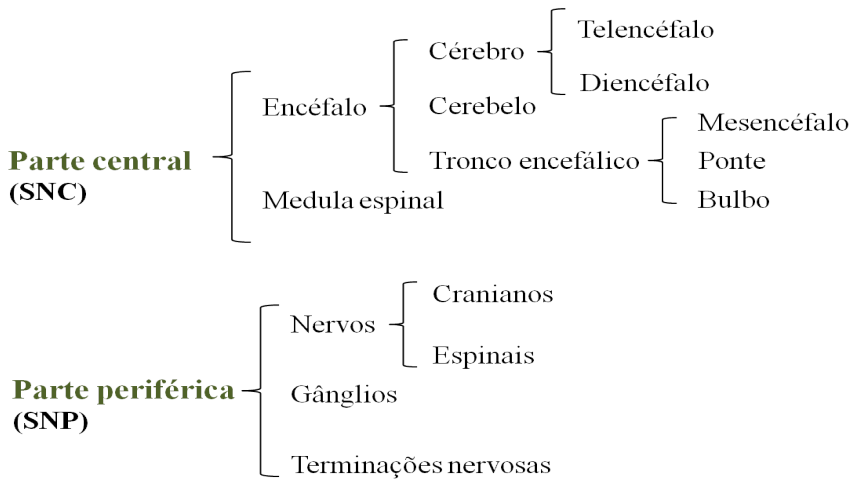 Telencéfalo
Cérebro
Diencéfalo
Encéfalo
Cerebelo
Mesencéfalo
Parte central
(SNC)
Tronco encefálico
Ponte
Medula espinal
Bulbo
Cranianos
Nervos
Espinais
Parte periférica
(SNP)
Gânglios
Terminações nervosas